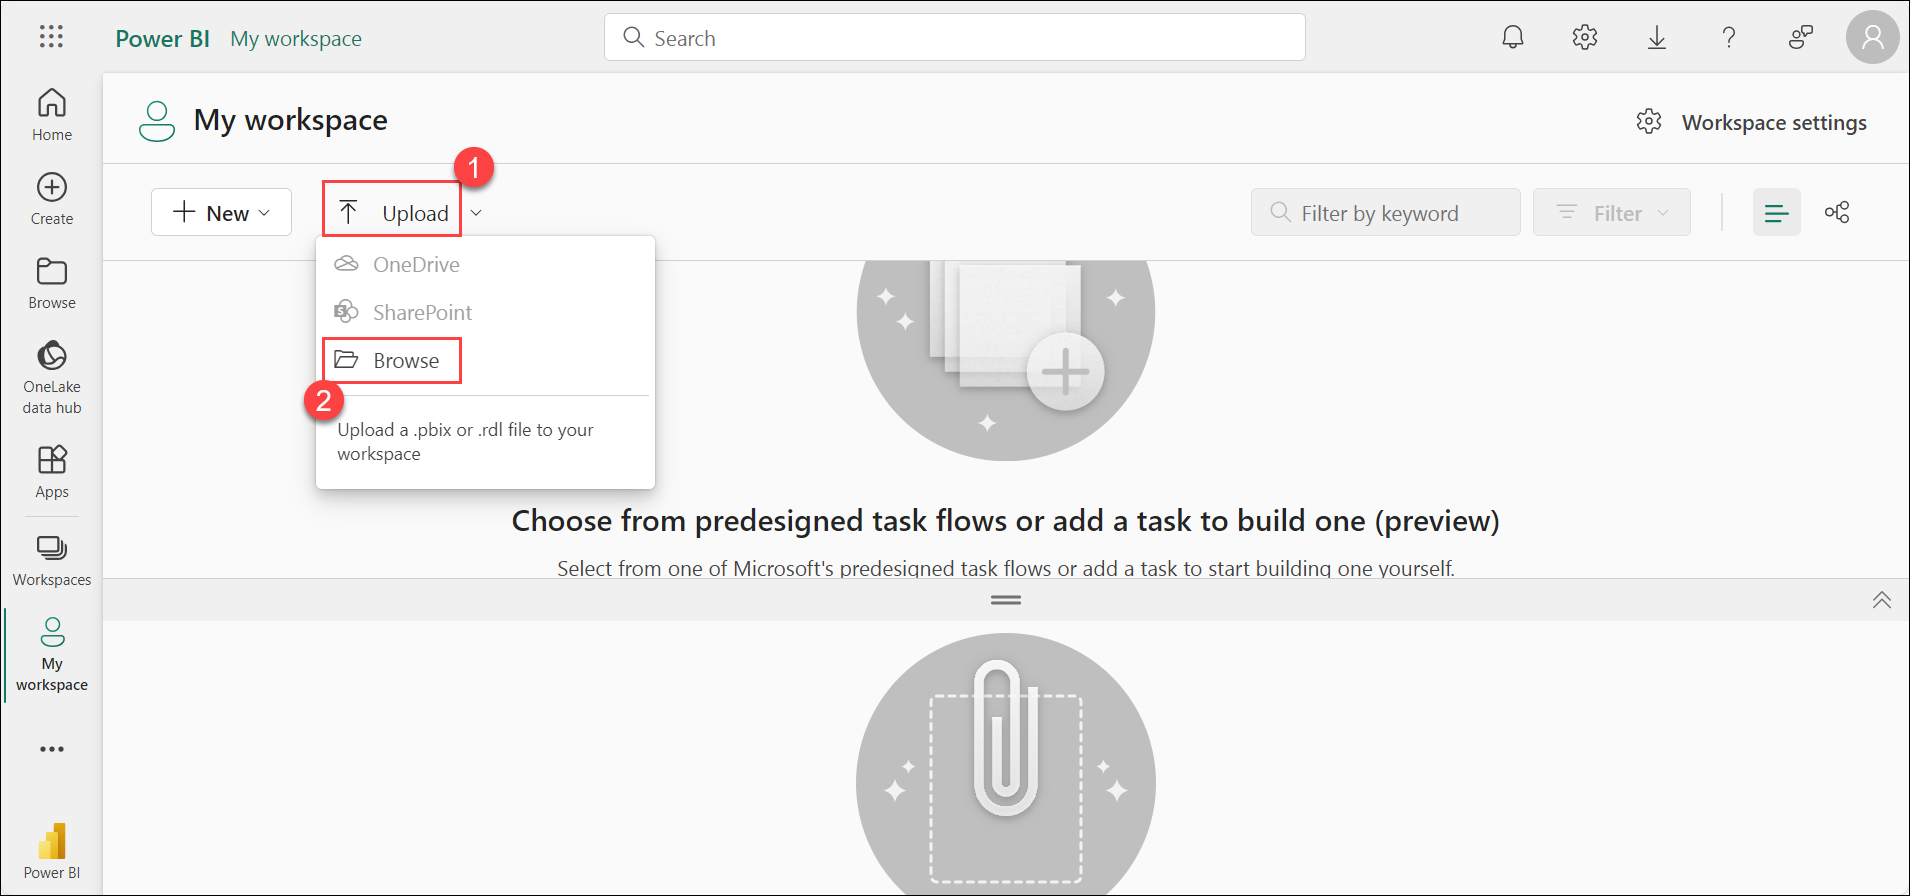 Power BI My workspace
Search
My workspace
Workspace settings
1
New
Upload
Filter by keyword
Filter
OneDrive
SharePoint
Browse
2
Upload a .pbix or .rdl file to your
workspace
Choose from predesigned task flows or add a task to build one (preview)
Select from one of Microsoft's predesigned task flows or add a task to start building one yourself.
Home
Create
Browse
OneLake
data hub
Apps
Workspaces
My
workspace
Power BI